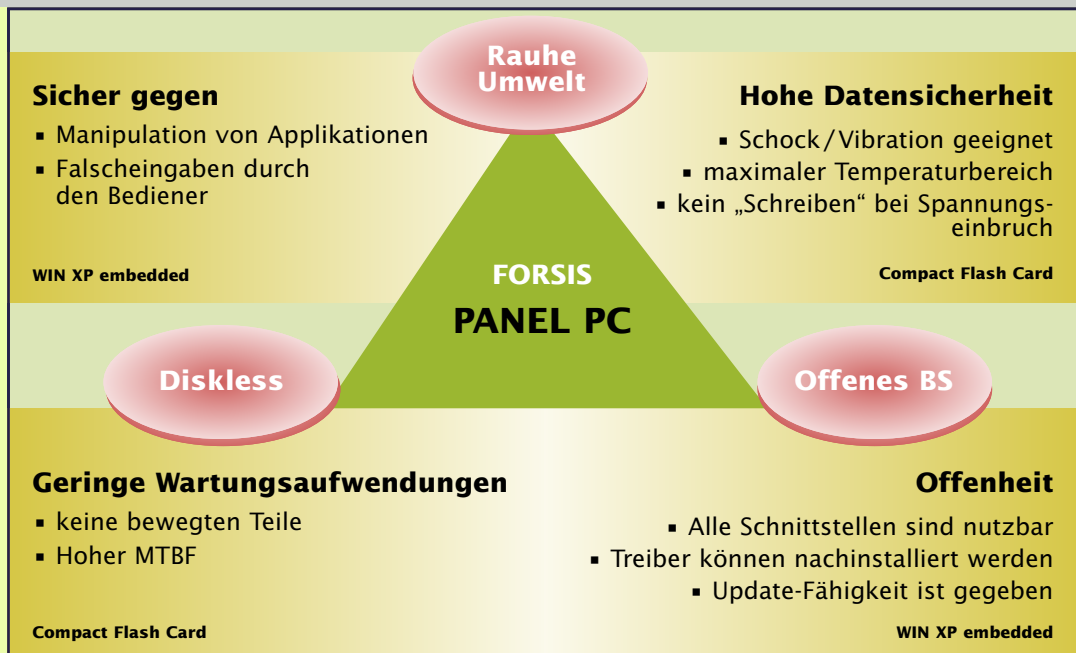 Rauhe
Umwelt
Sicher gegen
▪ Manipulation von Applikationen
▪ Falscheingaben durch
den Bediener
WIN XP embedded
Hohe Datensicherheit
▪ Schock/Vibration geeignet
▪ maximaler Temperaturbereich
▪ kein „Schreiben“ bei Spannungs-
einbruch
Compact Flash Card
FORSIS
PANEL PC
Diskless
Offenes BS
Geringe Wartungsaufwendungen
▪ keine bewegten Teile
▪ Hoher MTBF
Compact Flash Card
Offenheit
▪ Alle Schnittstellen sind nutzbar
▪ Treiber können nachinstalliert werden
▪ Update-Fähigkeit ist gegeben
WIN XP embedded